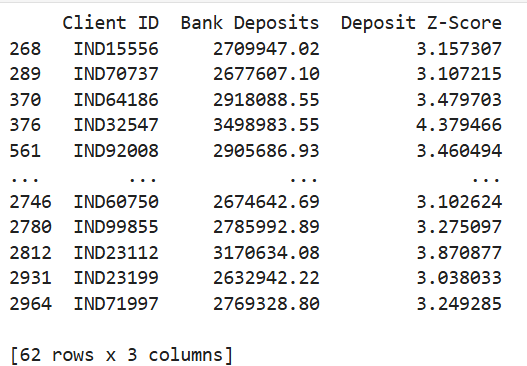 Client ID Bank Deposits Deposit Z-Score
268 IND15556 2709947.02 3.157307
289 IND70737 2677607.10 3.107215
370 IND64186 2918088.55 3.479703
376 IND32547 3498983.55 4.379466
561 IND92008 2905686.93 3.460494
... ... ... ...
2746 IND60750 2674642.69 3.102624
2780 IND99855 2785992.89 3.275097
2812 IND23112 3170634.08 3.870877
2931 IND23199 2632942.22 3.038033
2964 IND71997 2769328.80 3.249285
[62 rows x 3 columns]